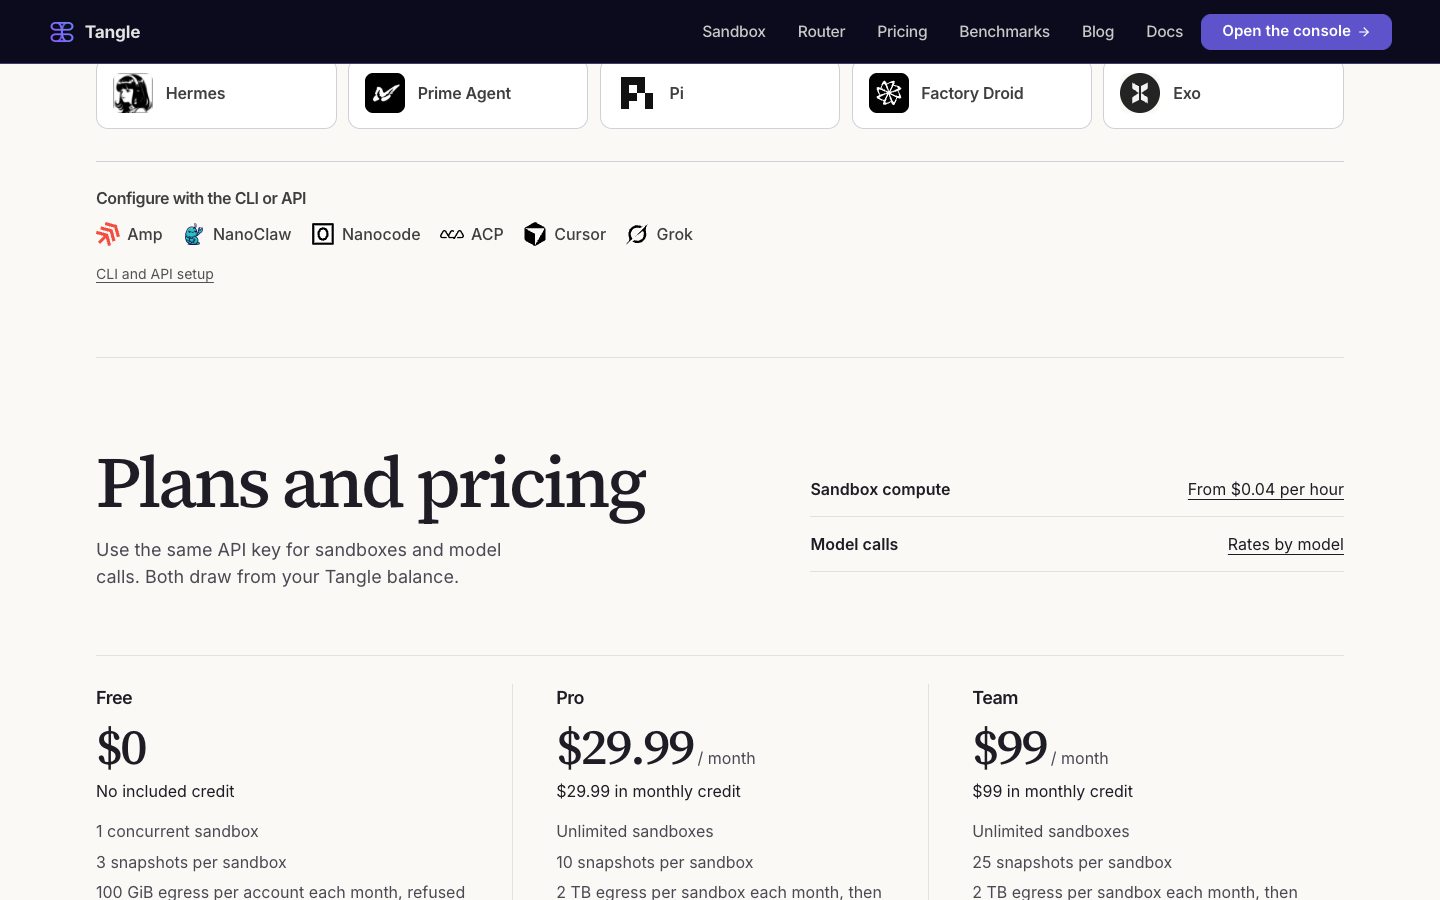 Tangle
Sandbox
Router
Pricing
Benchmarks
Blog
Docs
Open the console →
Hermes
Prime Agent
Pi
Factory Droid
Exo
Configure with the CLI or API
Amp
NanoClaw
Nanocode
ACP
Cursor
Grok
CLI and API setup
Plans and pricing
Use the same API key for sandboxes and model
calls. Both draw from your Tangle balance.
Sandbox compute
From $0.04 per hour
Model calls
Rates by model
Free
$0
No included credit
1 concurrent sandbox
3 snapshots per sandbox
100 GiB egress per account each month, refused
Pro
$29.99 / month
$29.99 in monthly credit
Unlimited sandboxes
10 snapshots per sandbox
2 TB egress per sandbox each month, then
Team
$99 / month
$99 in monthly credit
Unlimited sandboxes
25 snapshots per sandbox
2 TB egress per sandbox each month, then